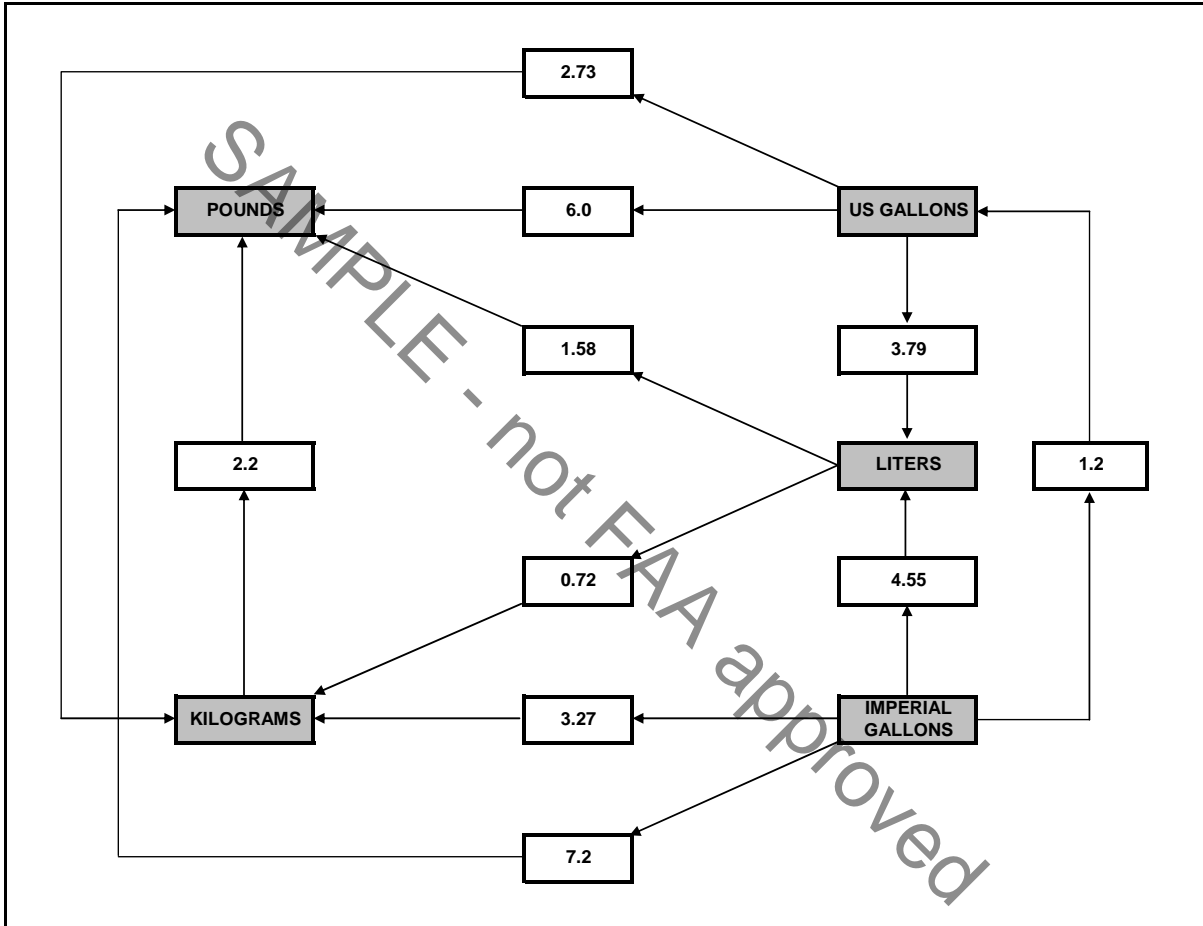 2.73
POUNDS
6.0
US GALLONS
1.58
3.79
2.2
LITERS
1.2
0.72
4.55
KILOGRAMS
3.27
IMPERIAL
GALLONS
7.2
SAMPLE - not FAA approved